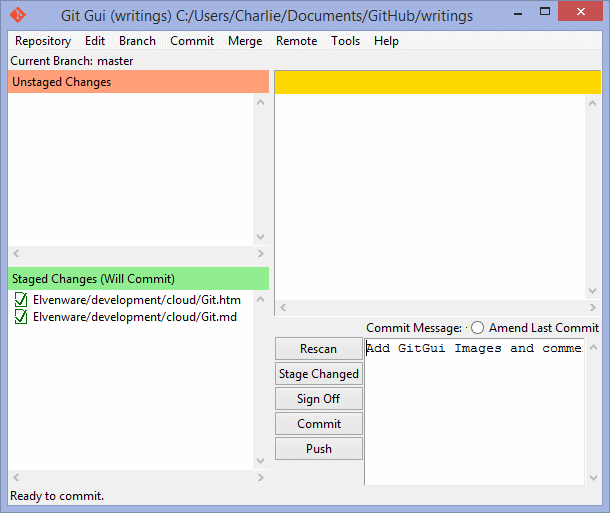 Git Gui (writings) C:/Users/Charlie/Documents/GitHub/writings
Repository Edit Branch Commit Merge Remote Tools Help
Current Branch: master
Unstaged Changes
Staged Changes (Will Commit)
Elvenware/development/cloud/Git.htm
Elvenware/development/cloud/Git.md
Commit Message: Amend Last Commit
Rescan
Stage Changed
Sign Off
Commit
Push
Add GitGui Images and comme
Ready to commit.